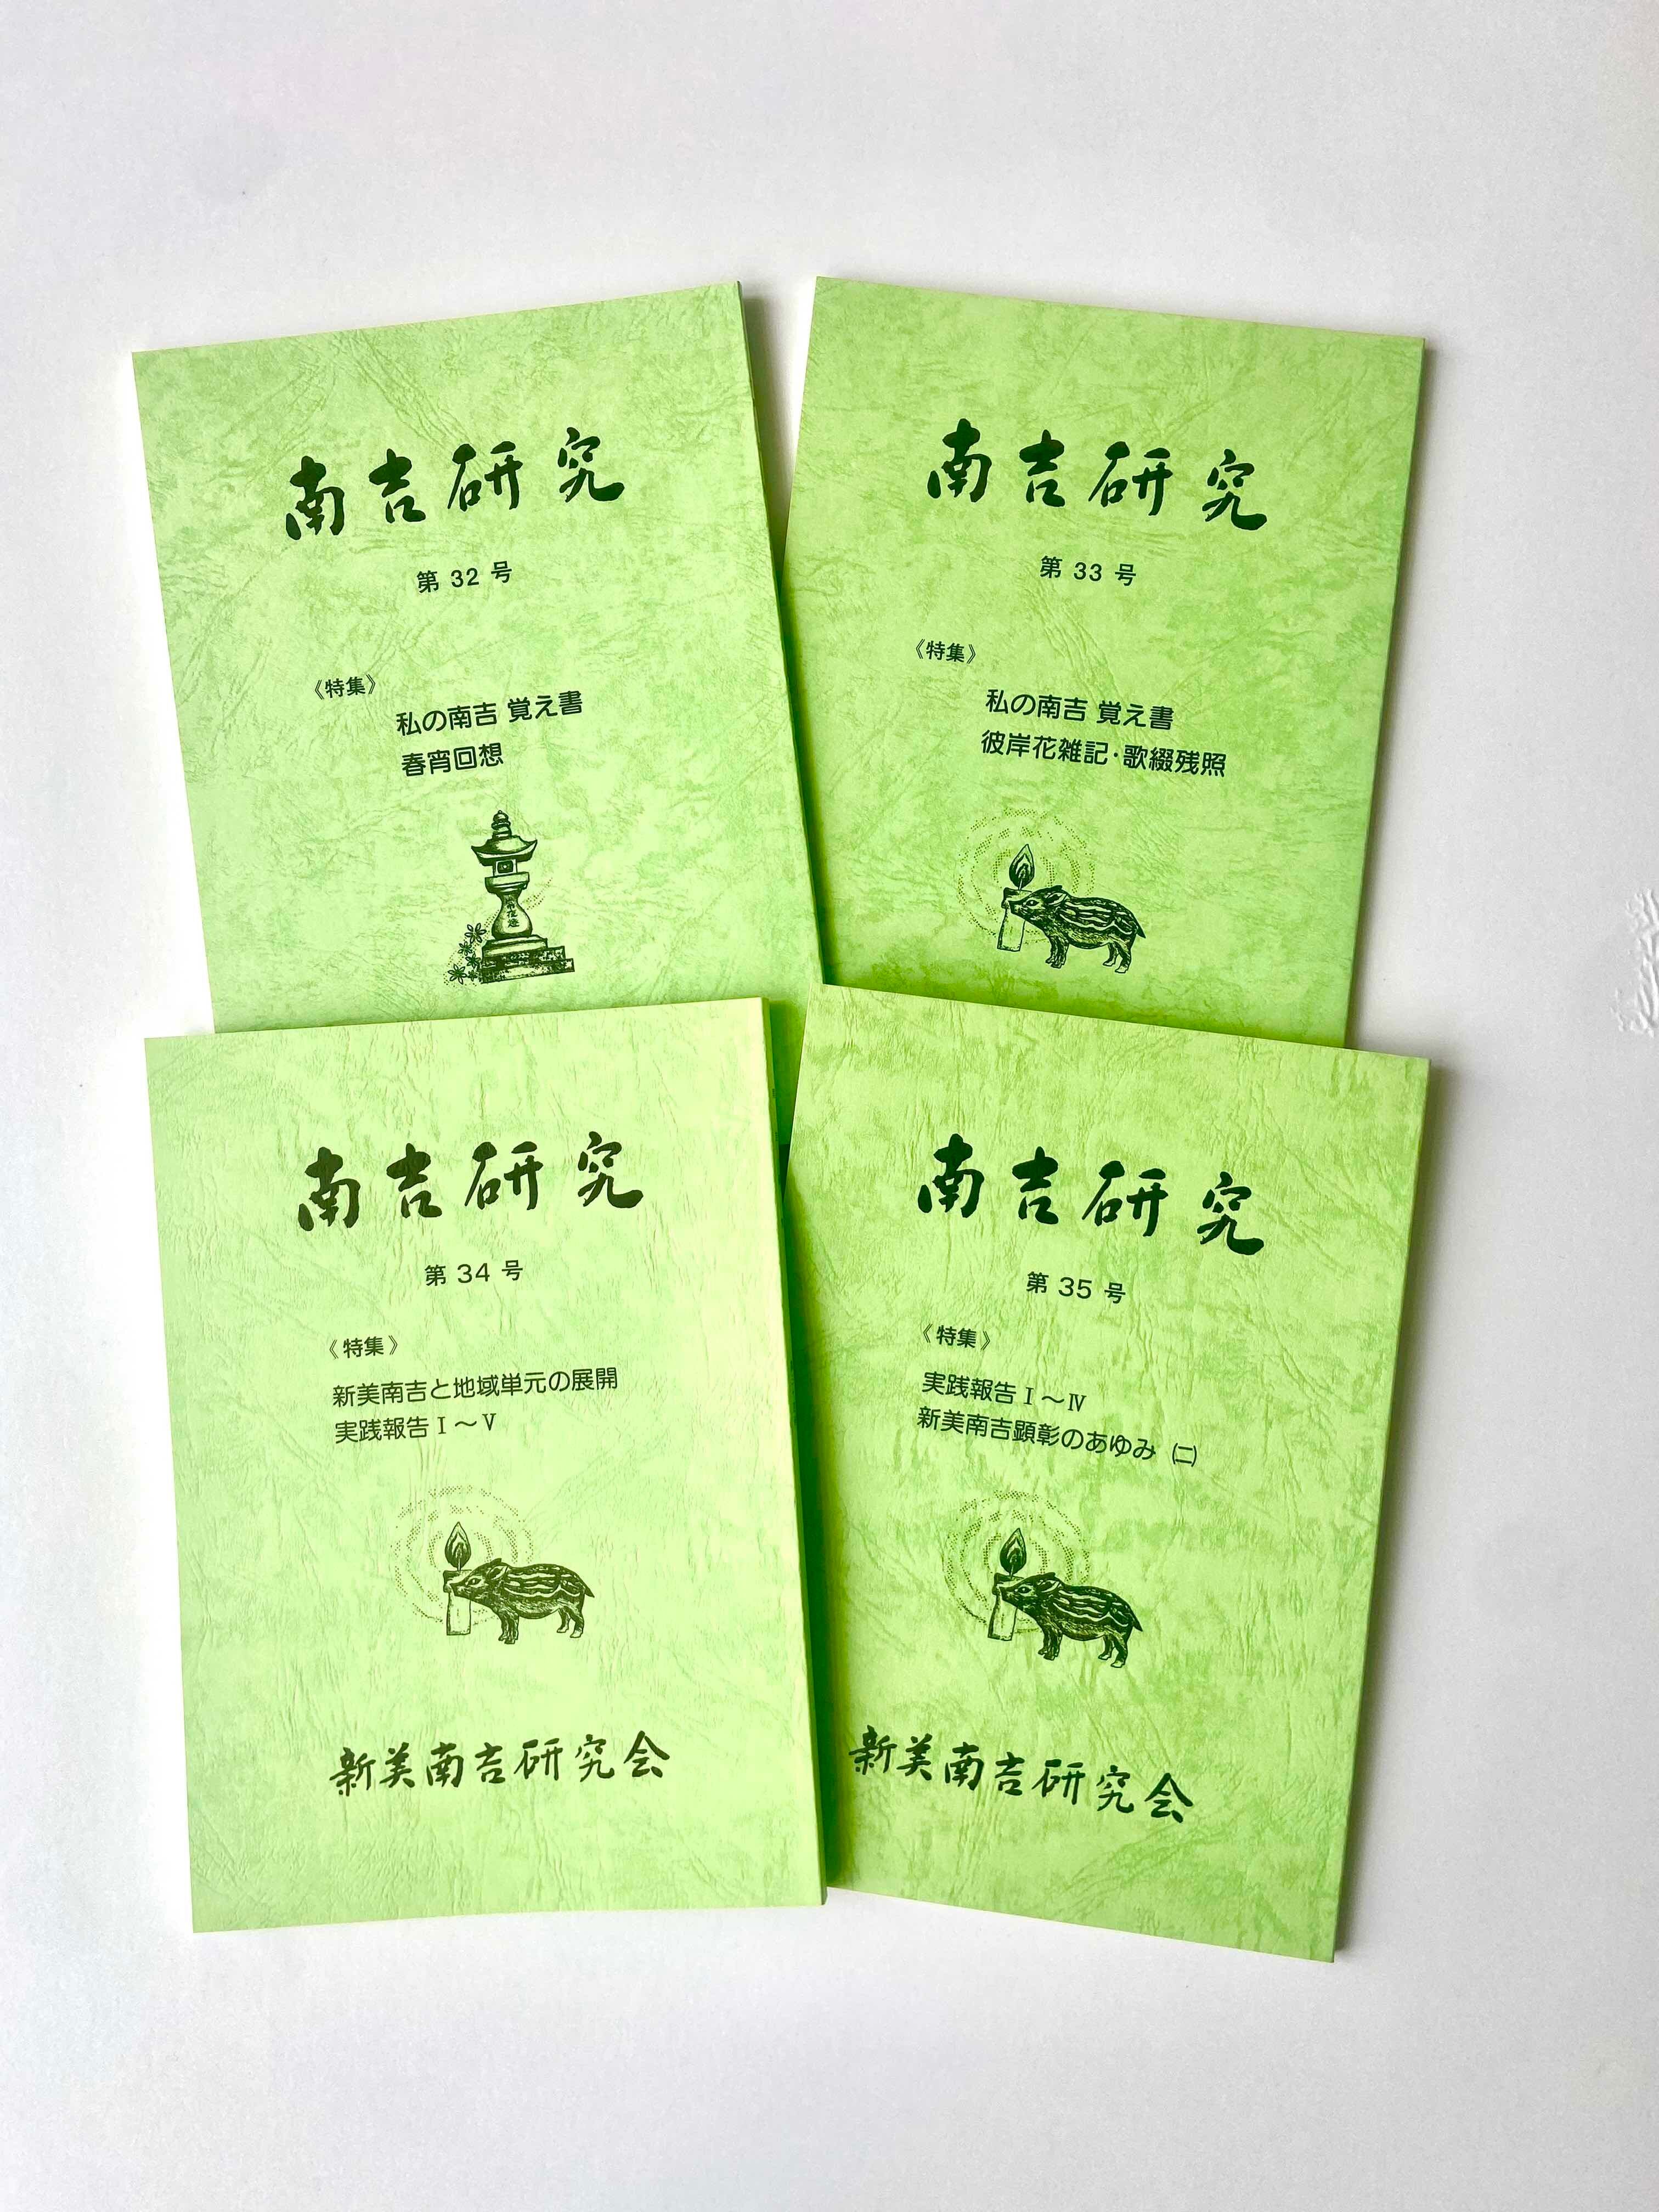 南吉研究
第 32 号
《特集》
私の南吉 覚え書
春宵回想
南吉研究
第 33 号
《特集》
私の南吉 覚え書
彼岸花雑記・歌綴残照
南吉研究
第 34 号
《特集》
新美南吉と地域単元の展開
実践報告Ⅰ～Ⅴ
新美南吉研究会
南吉研究
第 35 号
《特集》
実践報告Ⅰ～Ⅳ
新美南吉顕彰のあゆみ ㈡
新美南吉研究会